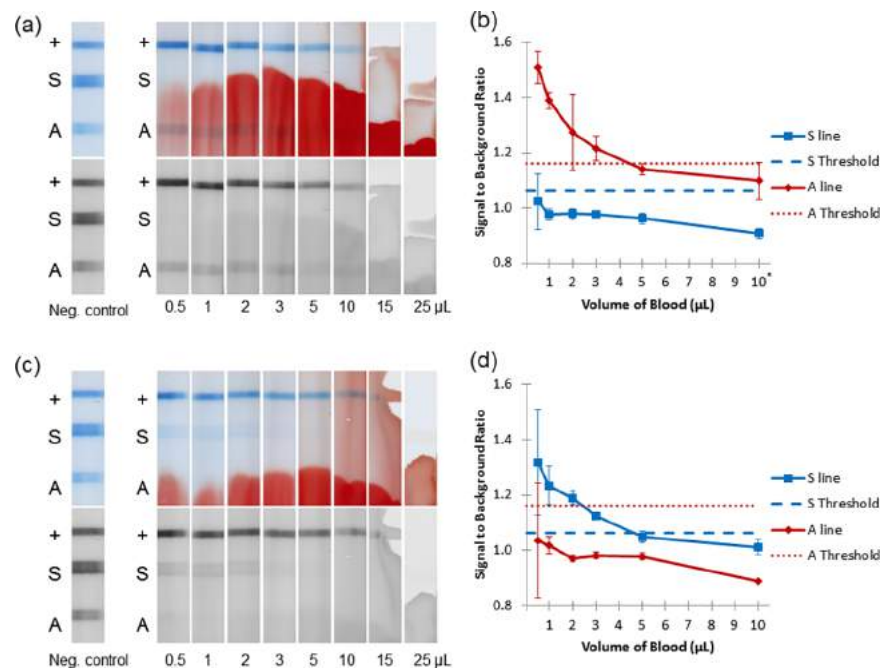 (a)
+
S
A
+
S
A
Neg. control
+
S
A
+
S
A
0.5 1 2 3 5 10 15 25 μL
(b)
Signal to Background Ratio
1.6
1.4
1.2
1.0
0.8
1 2 3 4 5 6 7 8 9 10*
Volume of Blood (μL)
S line
S Threshold
A line
A Threshold
(c)
+
S
A
+
S
A
Neg. control
+
S
A
+
S
A
0.5 1 2 3 5 10 15 25 μL
(d)
Signal to Background Ratio
1.6
1.4
1.2
1.0
0.8
1 2 3 4 5 6 7 8 9 10
Volume of Blood (μL)
S line
S Threshold
A line
A Threshold